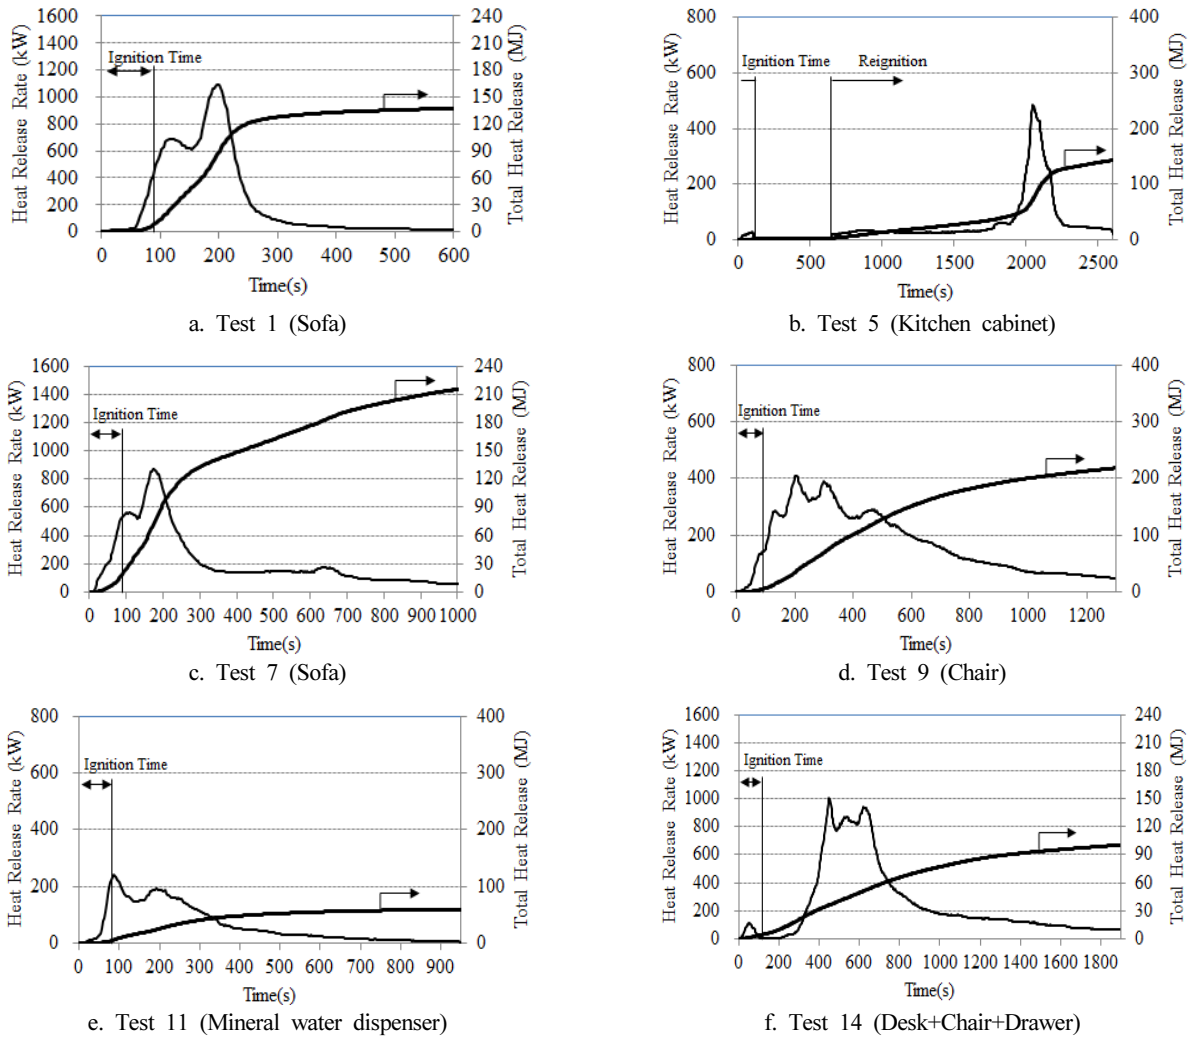 1600
1400
1200
1000
800
600
400
200
0
240
210
180
150
120
90
60
30
0
0 100 200 300 400 500 600
Heat Release Rate (kW)
Total Heat Release (MJ)
Ignition Time
Time(s)
a. Test 1 (Sofa)
800
600
400
200
0
400
300
200
100
0
0 500 1000 1500 2000 2500
Heat Release Rate (kW)
Total Heat Release (MJ)
Ignition Time
Reignition
Time(s)
b. Test 5 (Kitchen cabinet)
1600
1400
1200
1000
800
600
400
200
0
240
210
180
150
120
90
60
30
0
0 100 200 300 400 500 600 700 800 900 1000
Heat Release Rate (kW)
Total Heat Release (MJ)
Ignition Time
Time(s)
c. Test 7 (Sofa)
800
600
400
200
0
400
300
200
100
0
0 200 400 600 800 1000 1200
Heat Release Rate (kW)
Total Heat Release (MJ)
Ignition Time
Time(s)
d. Test 9 (Chair)
800
600
400
200
0
400
300
200
100
0
0 100 200 300 400 500 600 700 800 900
Heat Release Rate (kW)
Total Heat Release (MJ)
Ignition Time
Time(s)
e. Test 11 (Mineral water dispenser)
1600
1400
1200
1000
800
600
400
200
0
240
210
180
150
120
90
60
30
0
0 200 400 600 800 1000 1200 1400 1600 1800
Heat Release Rate (kW)
Total Heat Release (MJ)
Ignition Time
Time(s)
f. Test 14 (Desk+Chair+Drawer)